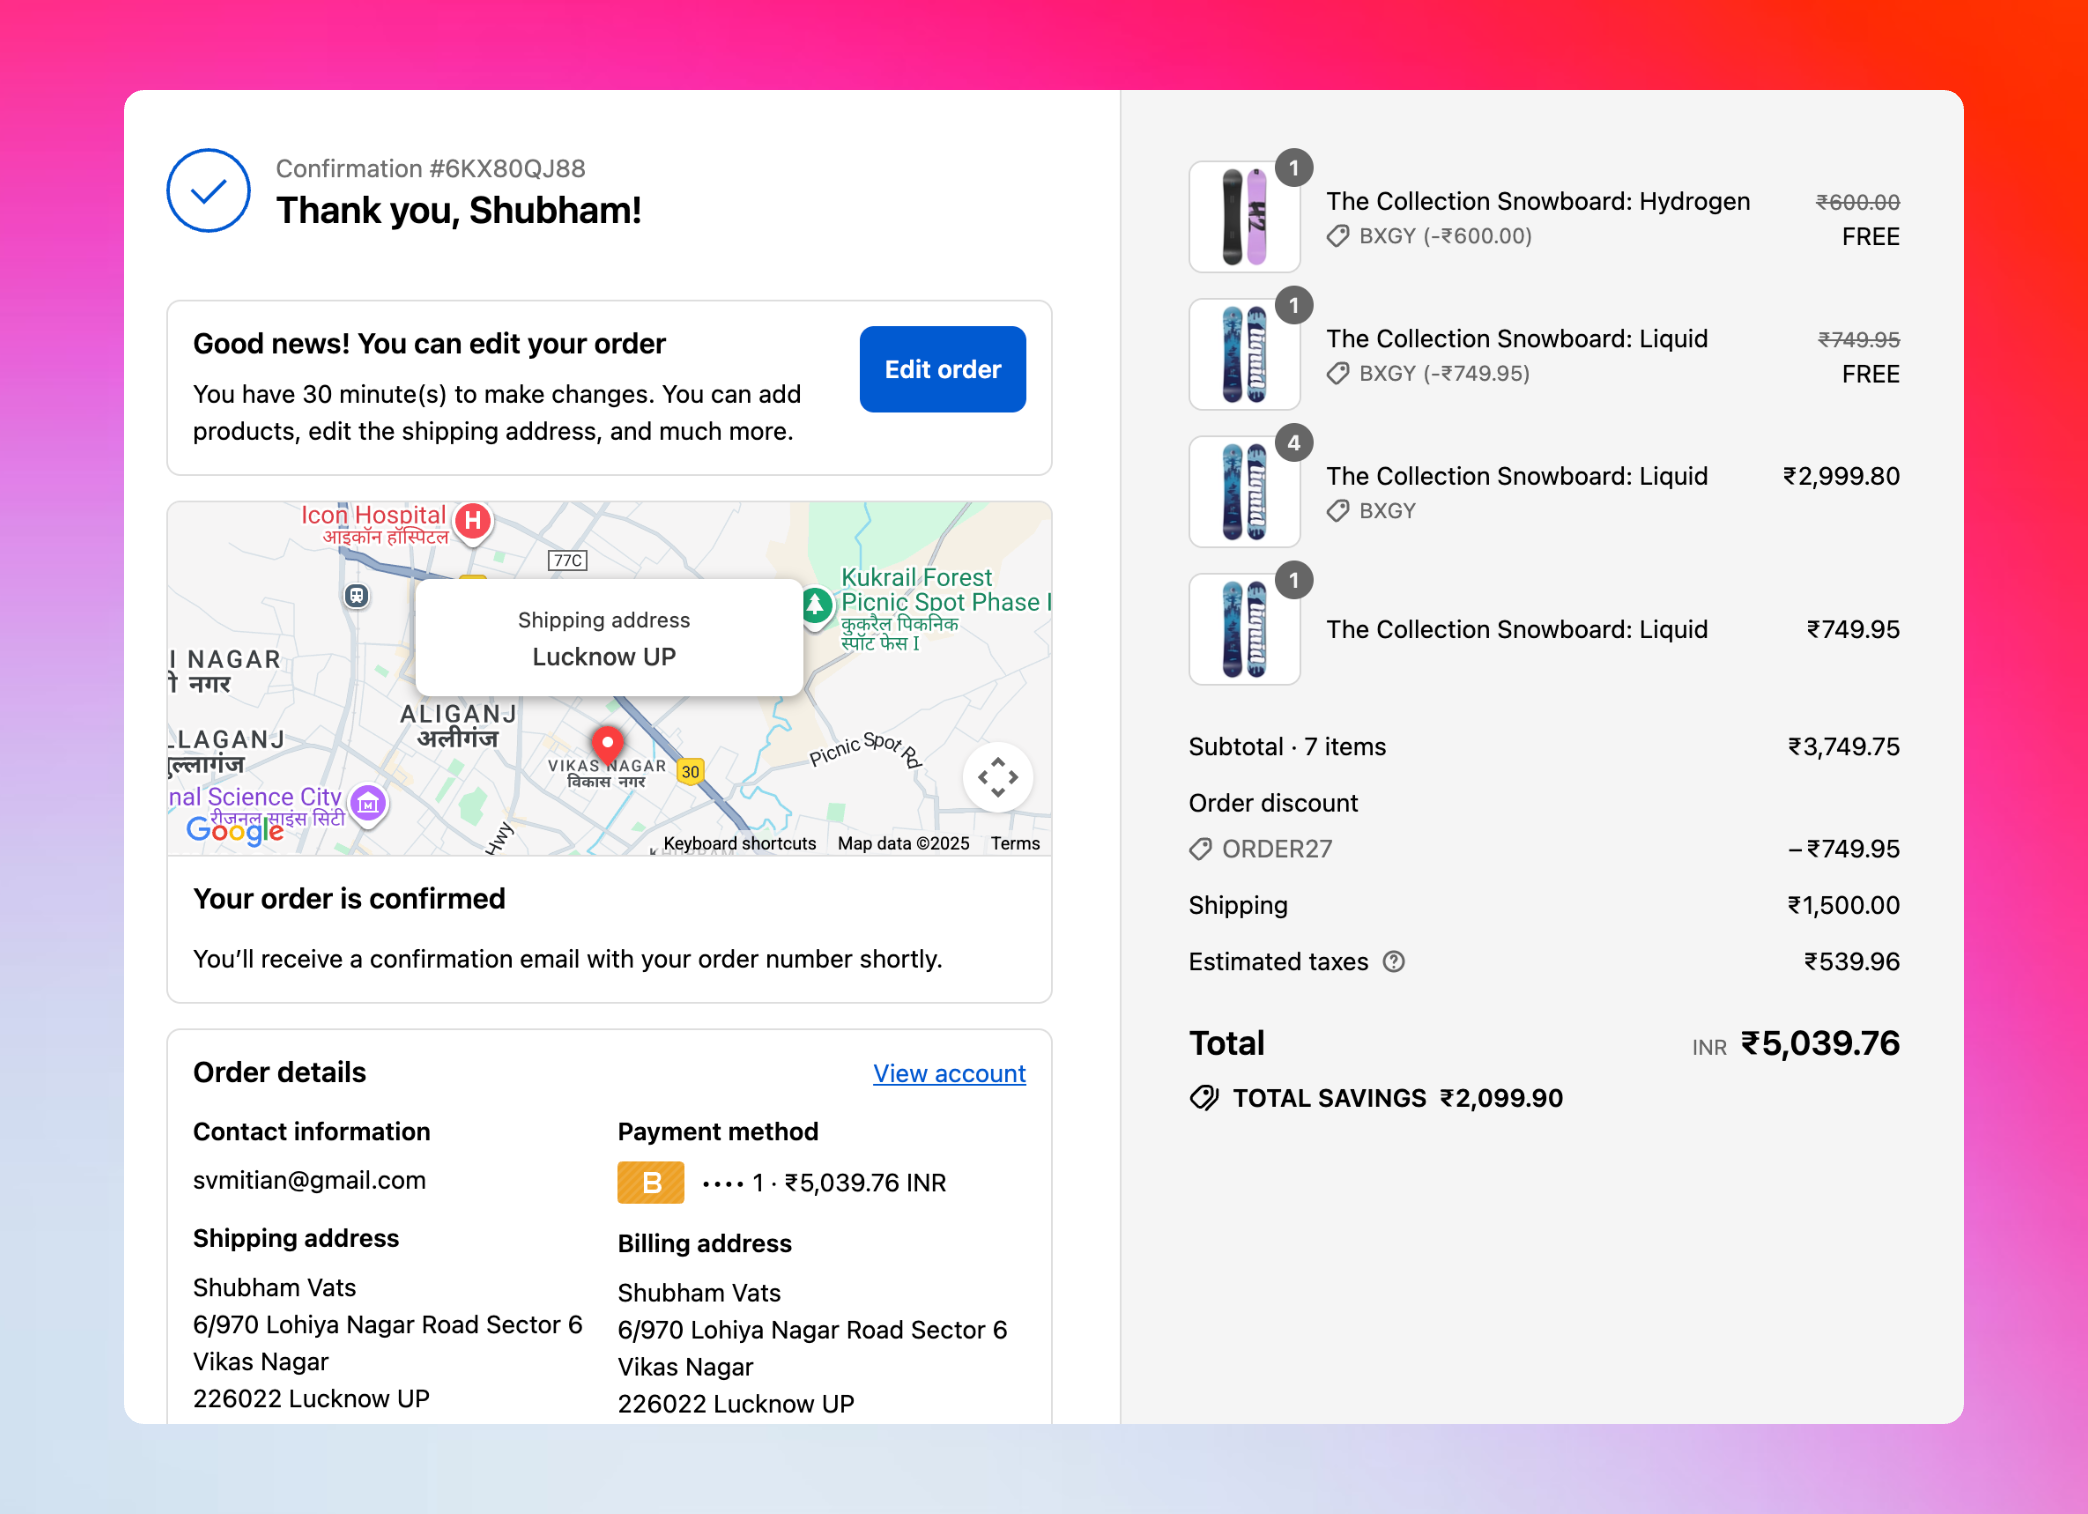 Confirmation #6KX80QJ88
Thank you, Shubham!
Good news! You can edit your order
You have 30 minute(s) to make changes. You can add
products, edit the shipping address, and much more.
Edit order
Icon Hospital
आइकॉन हॉस्पिटल
H
77C
Kukrail Forest
Picnic Spot Phase I
कुकरैल पिकनिक
स्पॉट फेस I
Shipping address
Lucknow UP
I NAGAR
नगर
ALIGANJ
अलीगंज
LLAGANJ
ुल्लागंज
VIKAS NAGAR
विकास नगर
30
Picnic Spot Rd
nal Science City
रीजनल साइंस सिटी
Google
Hwy
Keyboard shortcuts
Map data ©2025
Terms
Your order is confirmed
You’ll receive a confirmation email with your order number shortly.
Order details
View account
Contact information
svmitian@gmail.com
Payment method
B •••• 1 · ₹5,039.76 INR
Shipping address
Shubham Vats
6/970 Lohiya Nagar Road Sector 6
Vikas Nagar
226022 Lucknow UP
Billing address
Shubham Vats
6/970 Lohiya Nagar Road Sector 6
Vikas Nagar
226022 Lucknow UP
1
The Collection Snowboard: Hydrogen ₹600.00
BXGY (-₹600.00) FREE
1
The Collection Snowboard: Liquid ₹749.95
BXGY (-₹749.95) FREE
4
The Collection Snowboard: Liquid ₹2,999.80
BXGY
1
The Collection Snowboard: Liquid ₹749.95
Subtotal · 7 items ₹3,749.75
Order discount
ORDER27 –₹749.95
Shipping ₹1,500.00
Estimated taxes ₹539.96
Total INR ₹5,039.76
TOTAL SAVINGS ₹2,099.90